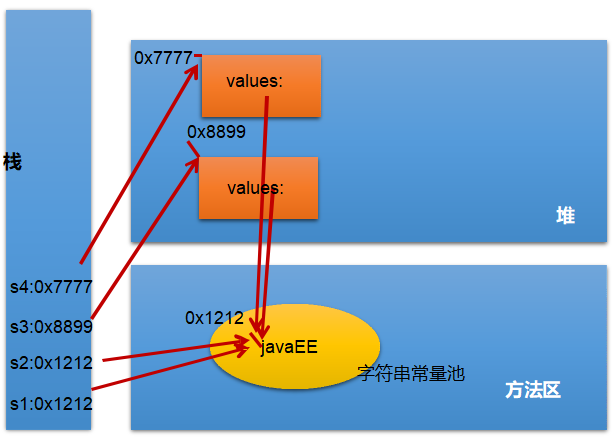 0x7777
values:
0x8899
values:
栈
堆
s4:0x7777
s3:0x8899
s2:0x1212
s1:0x1212
0x1212
javaEE
字符串常量池
方法区